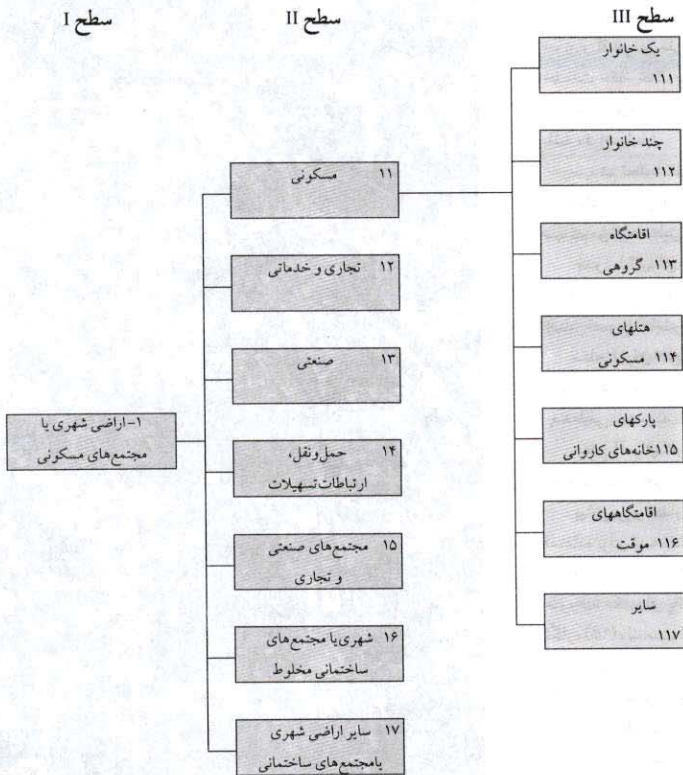 سطح I
سطح II
سطح III
۱-اراضی شهری یا
مجتمع‌های مسکونی
۱۱ مسکونی
۱۲ تجاری و خدماتی
۱۳ صنعتی
۱۴ حمل‌ونقل،
ارتباطات‌تسهیلات
۱۵ مجتمع‌های صنعتی
و تجاری
۱۶ شهری‌یا مجتمع‌های
ساختمانی مخلوط
۱۷ سایر اراضی شهری
یامجتمع‌های ساختمانی
یک خانوار
۱۱۱
چند خانوار
۱۱۲
اقامتگاه
۱۱۳ گروهی
هتلهای
۱۱۴ مسکونی
پارکهای
۱۱۵خانه‌های کاروانی
اقامتگاههای
۱۱۶ موقت
سایر
۱۱۷